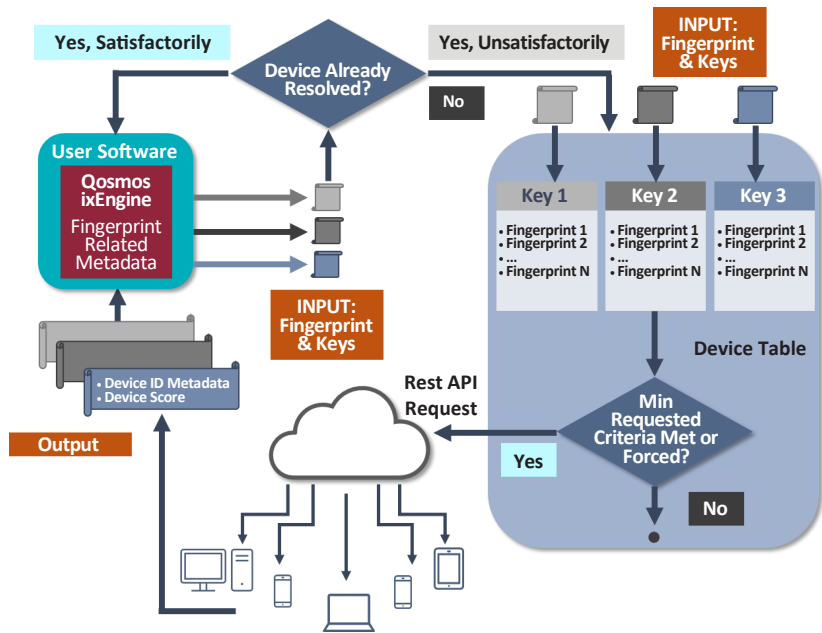 Yes, Satisfactorily
Device Already
Resolved?
Yes, Unsatisfactorily
No
INPUT:
Fingerprint
& Keys
User Software
Qosmos
ixEngine
Fingerprint
Related
Metadata
INPUT:
Fingerprint
& Keys
Key 1
• Fingerprint 1
• Fingerprint 2
• ...
• Fingerprint N
Key 2
• Fingerprint 1
• Fingerprint 2
• ...
• Fingerprint N
Key 3
• Fingerprint 1
• Fingerprint 2
• ...
• Fingerprint N
Device Table
Min
Requested
Criteria Met or
Forced?
Yes
No
Rest API
Request
• Device ID Metadata
• Device Score
Output